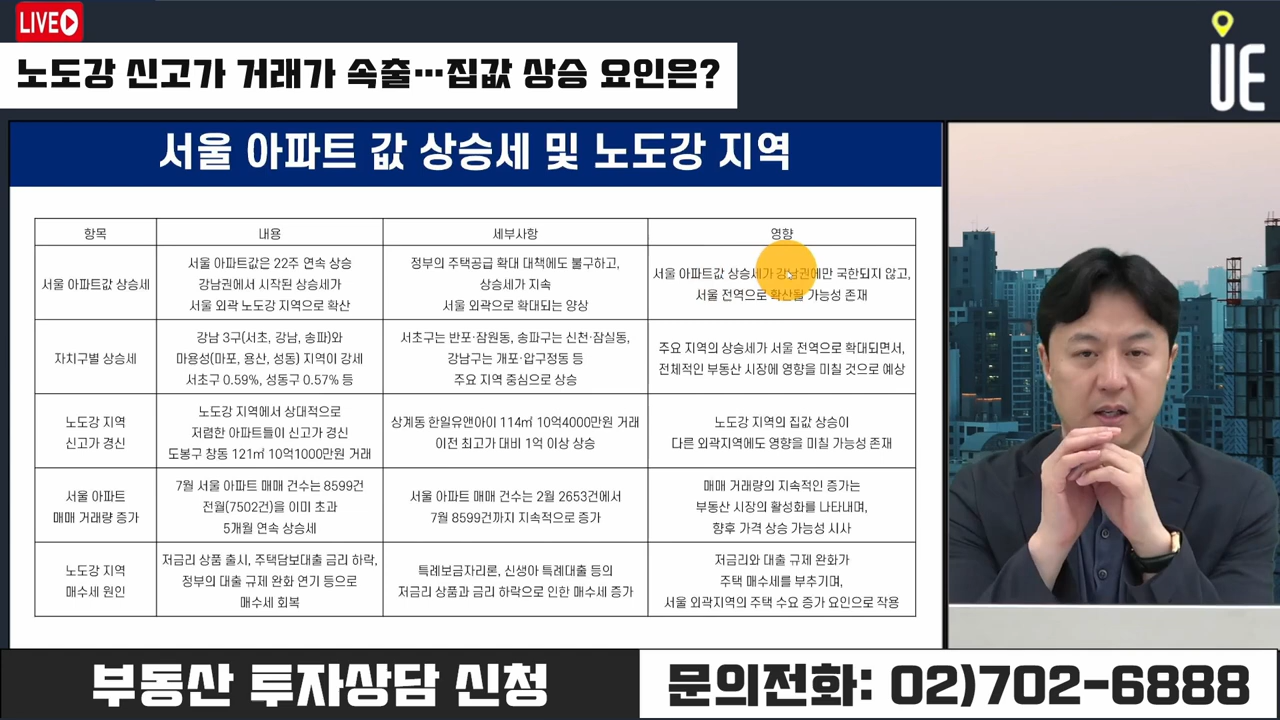 LIVE
노도강 신고가 거래가 속출…집값 상승 요인은?
UE
서울 아파트 값 상승세 및 노도강 지역
항목
내용
세부사항
영향
서울 아파트값 상승세
서울 아파트값은 22주 연속 상승
강남권에서 시작된 상승세가
서울 외곽 노도강 지역으로 확산
정부의 주택공급 확대 대책에도 불구하고,
상승세가 지속
서울 외곽으로 확대되는 양상
서울 아파트값 상승세가 강남권에만 국한되지 않고,
서울 전역으로 확산될 가능성 존재
자치구별 상승세
강남 3구(서초, 강남, 송파)와
마용성(마포, 용산, 성동) 지역이 강세
서초구 0.59%, 성동구 0.57% 등
서초구는 반포·잠원동, 송파구는 신천·잠실동,
강남구는 개포·압구정동 등
주요 지역 중심으로 상승
주요 지역의 상승세가 서울 전역으로 확대되면서,
전체적인 부동산 시장에 영향을 미칠 것으로 예상
노도강 지역
신고가 경신
노도강 지역에서 상대적으로
저렴한 아파트들이 신고가 경신
도봉구 창동 121㎡ 10억1000만원 거래
상계동 한일유앤아이 114㎡ 10억4000만원 거래
이전 최고가 대비 1억 이상 상승
노도강 지역의 집값 상승이
다른 외곽지역에도 영향을 미칠 가능성 존재
서울 아파트
매매 거래량 증가
7월 서울 아파트 매매 건수는 8599건
전월(7502건)을 이미 초과
5개월 연속 상승세
서울 아파트 매매 건수는 2월 2653건에서
7월 8599건까지 지속적으로 증가
매매 거래량의 지속적인 증가는
부동산 시장의 활성화를 나타내며,
향후 가격 상승 가능성 시사
노도강 지역
매수세 원인
저금리 상품 출시, 주택담보대출 금리 하락,
정부의 대출 규제 완화 연기 등으로
매수세 회복
특례보금자리론, 신생아 특례대출 등의
저금리 상품과 금리 하락으로 인한 매수세 증가
저금리와 대출 규제 완화가
주택 매수세를 부추기며,
서울 외곽지역의 주택 수요 증가 요인으로 작용
부동산 투자상담 신청
문의전화: 02)702-6888